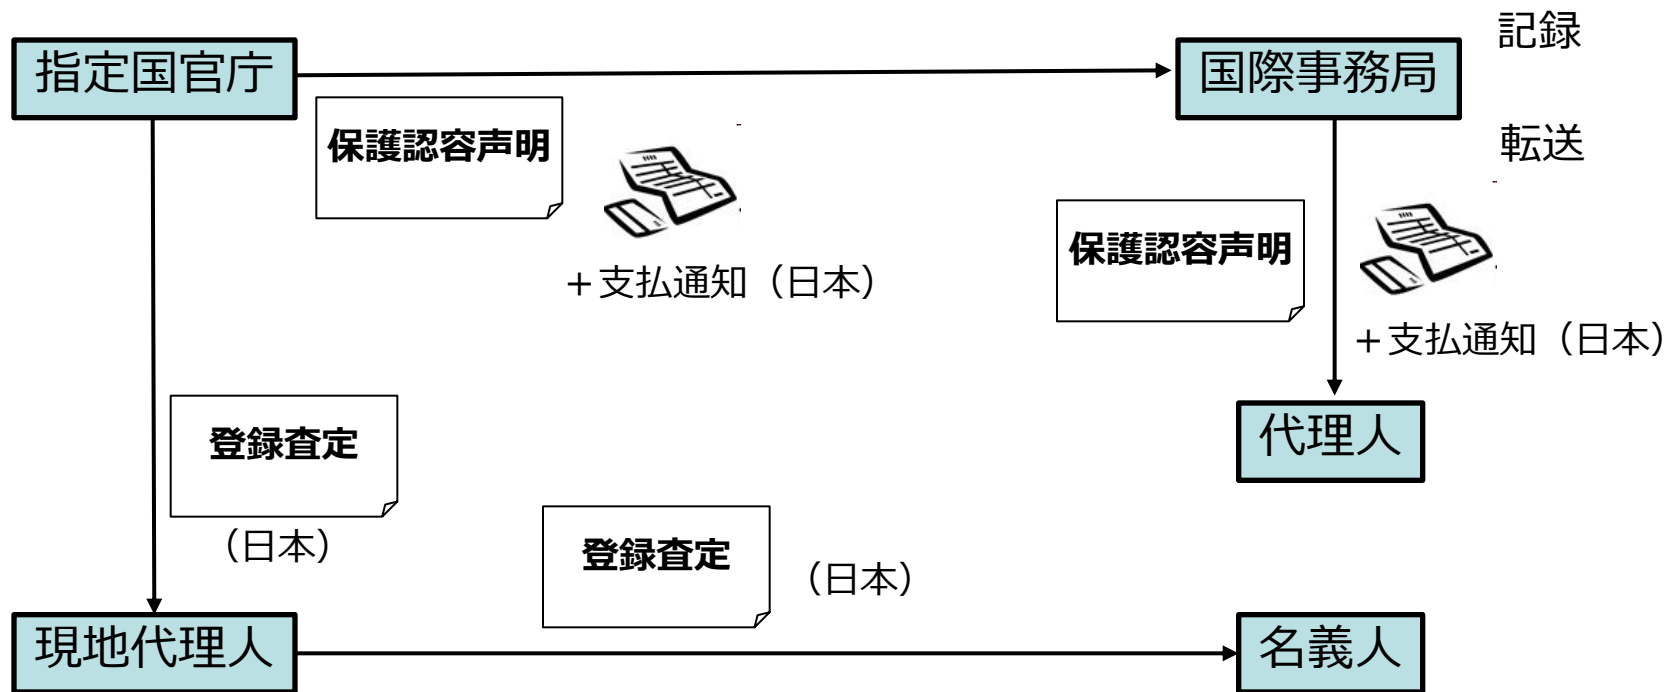 記録
指定国官庁
国際事務局
転送
保護認容声明
＋支払通知（日本）
保護認容声明
＋支払通知（日本）
代理人
登録査定
（日本）
登録査定
（日本）
現地代理人
名義人